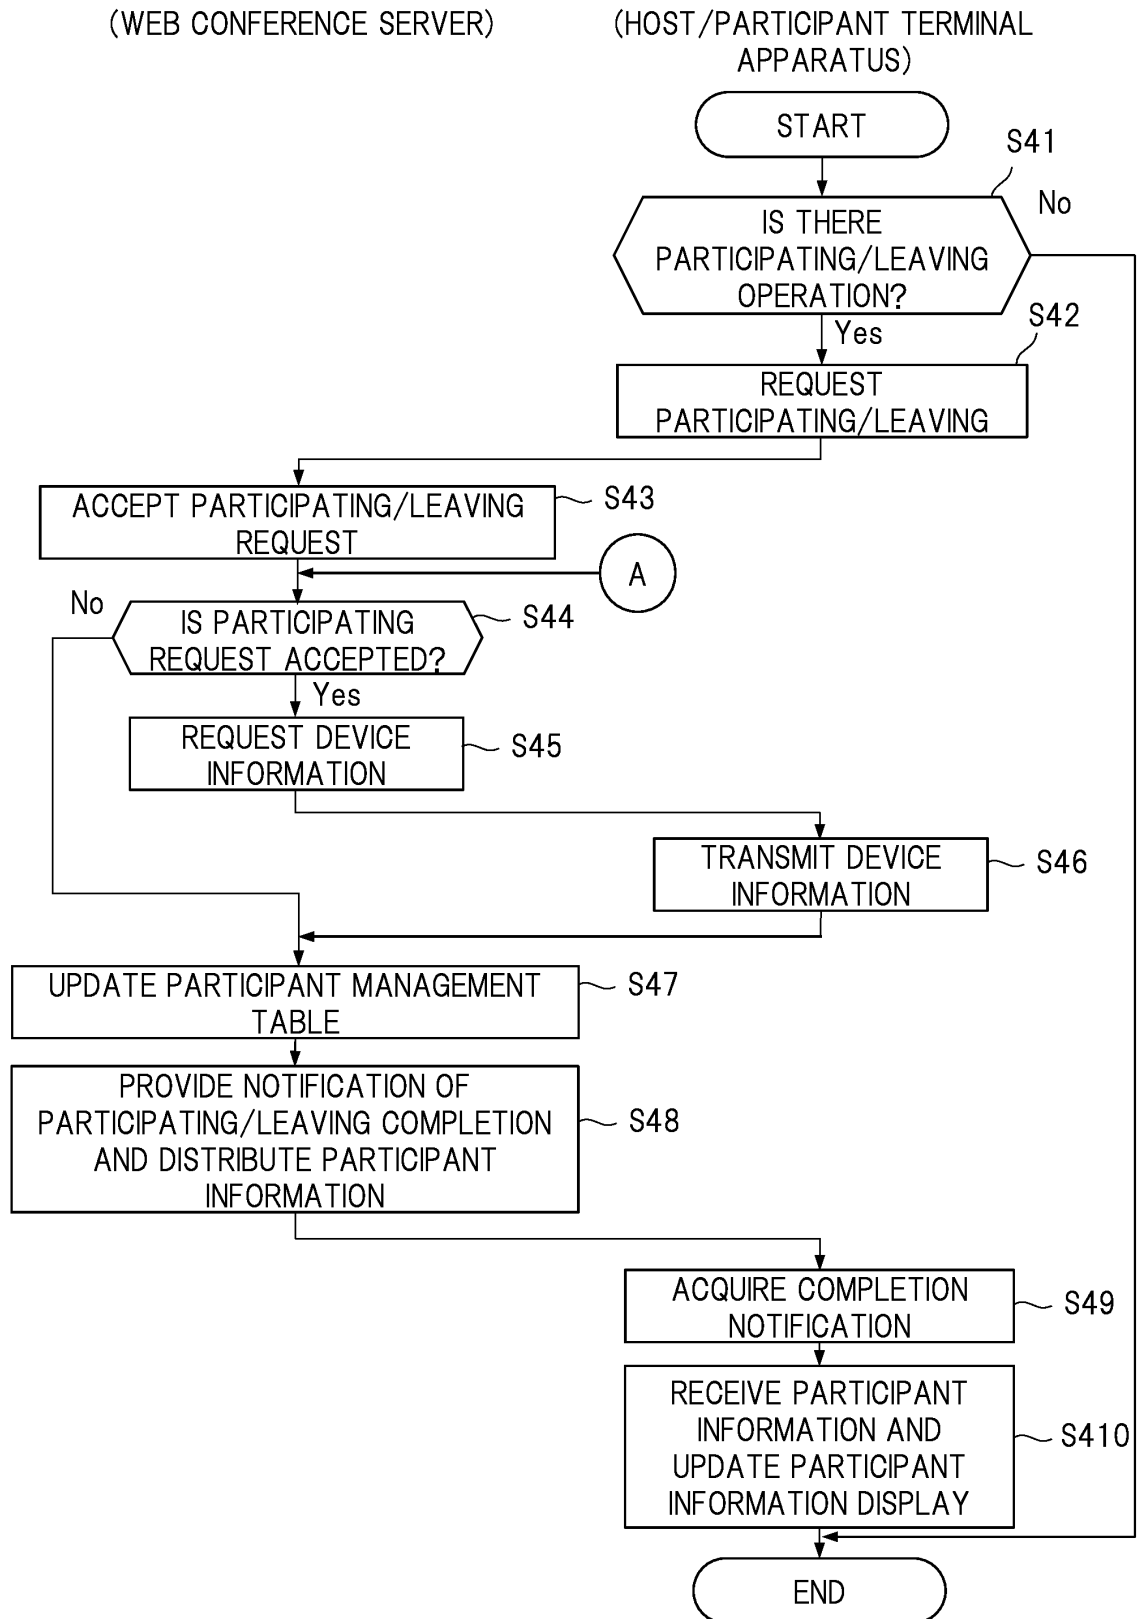 (WEB CONFERENCE SERVER)
(HOST/PARTICIPANT TERMINAL
APPARATUS)
START
S41
IS THERE
PARTICIPATING/LEAVING
OPERATION?
No
Yes
S42
REQUEST
PARTICIPATING/LEAVING
ACCEPT PARTICIPATING/LEAVING
REQUEST
S43
A
No
IS PARTICIPATING
REQUEST ACCEPTED?
S44
Yes
REQUEST DEVICE
INFORMATION
S45
TRANSMIT DEVICE
INFORMATION
S46
UPDATE PARTICIPANT MANAGEMENT
TABLE
S47
PROVIDE NOTIFICATION OF
PARTICIPATING/LEAVING COMPLETION
AND DISTRIBUTE PARTICIPANT
INFORMATION
S48
ACQUIRE COMPLETION
NOTIFICATION
S49
RECEIVE PARTICIPANT
INFORMATION AND
UPDATE PARTICIPANT
INFORMATION DISPLAY
S410
END